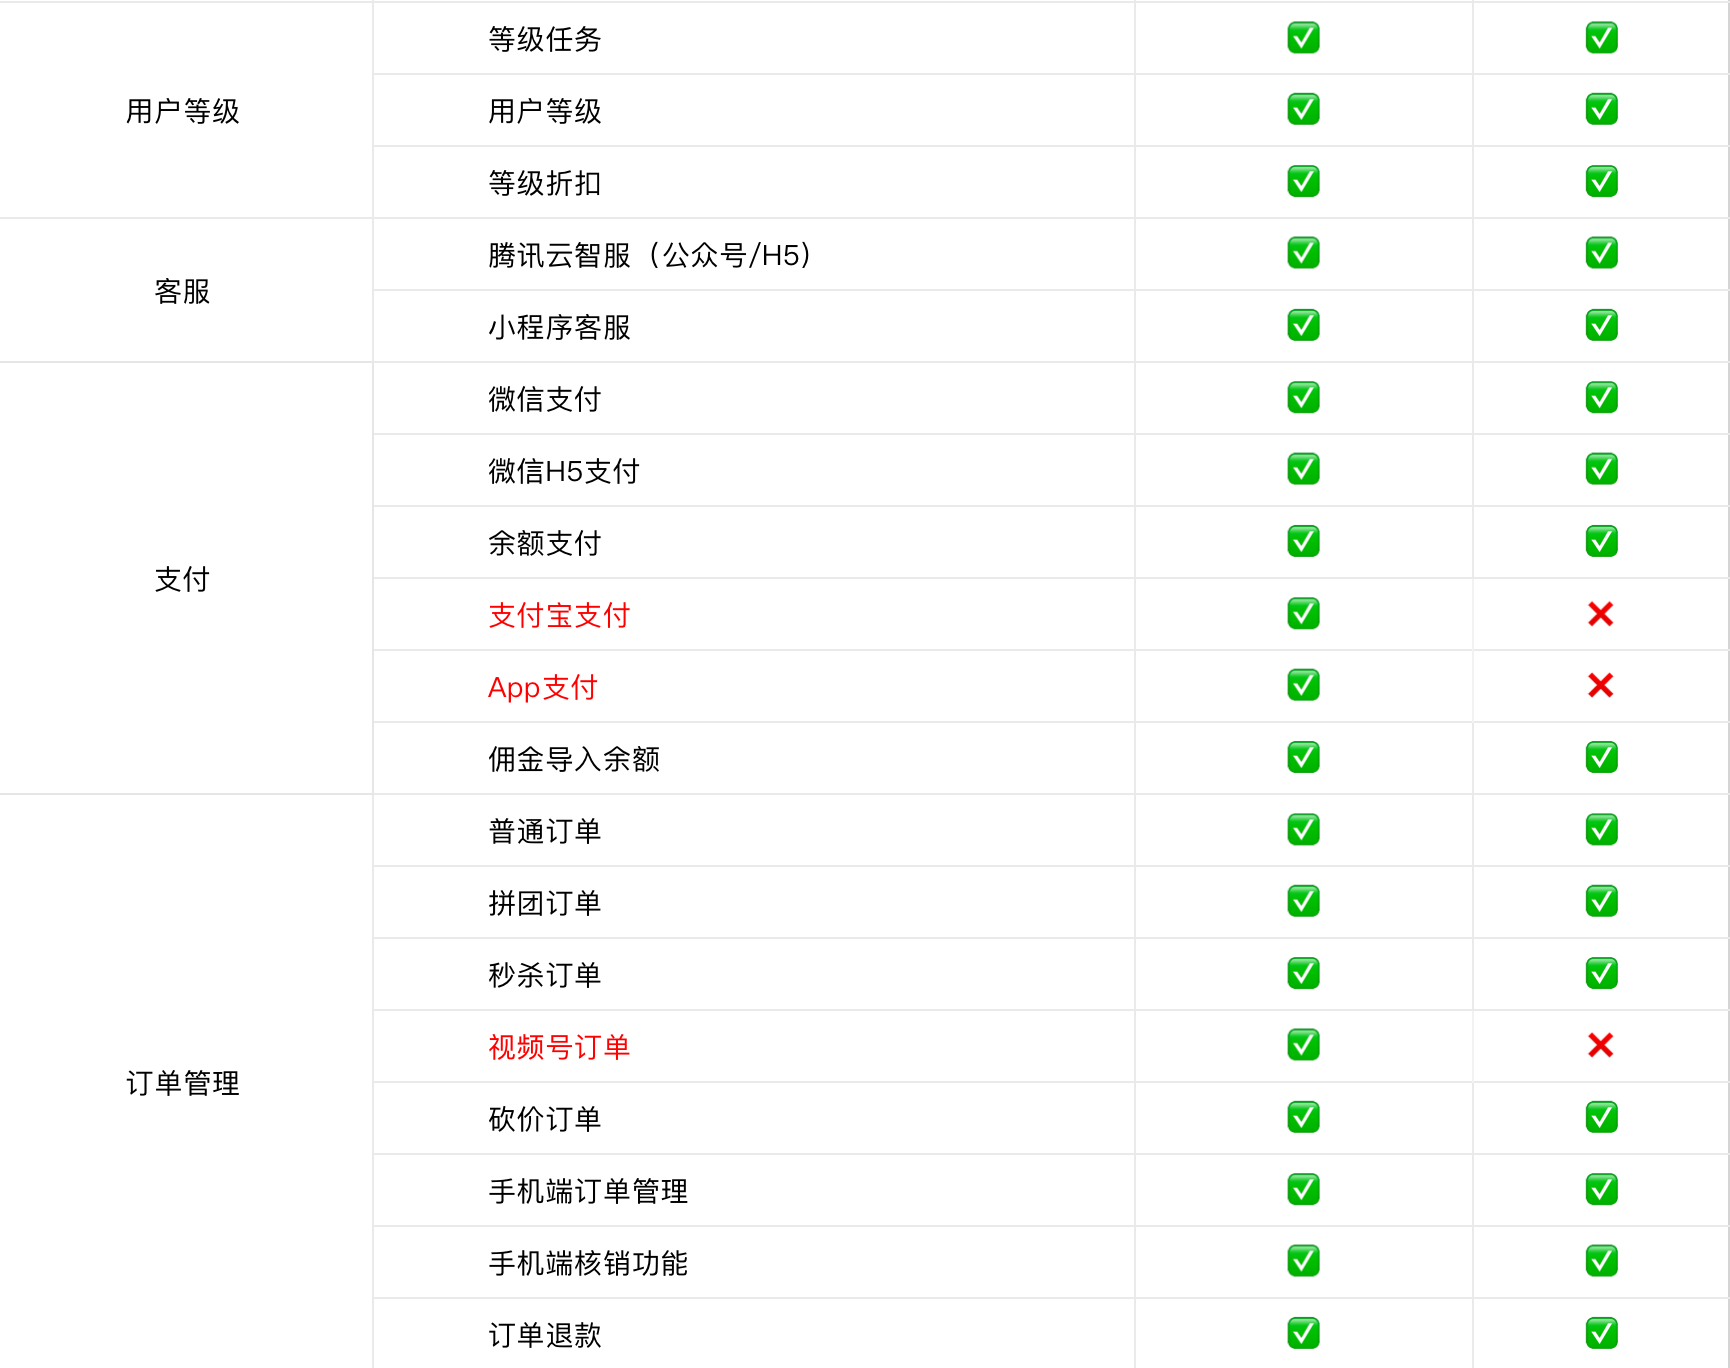 等级任务 ✅ ✅
用户等级
用户等级 ✅ ✅
等级折扣 ✅ ✅
客服
腾讯云智服（公众号/H5） ✅ ✅
小程序客服 ✅ ✅
支付
微信支付 ✅ ✅
微信H5支付 ✅ ✅
余额支付 ✅ ✅
支付宝支付 ✅ ❌
App支付 ✅ ❌
佣金导入余额 ✅ ✅
订单管理
普通订单 ✅ ✅
拼团订单 ✅ ✅
秒杀订单 ✅ ✅
视频号订单 ✅ ❌
砍价订单 ✅ ✅
手机端订单管理 ✅ ✅
手机端核销功能 ✅ ✅
订单退款 ✅ ✅